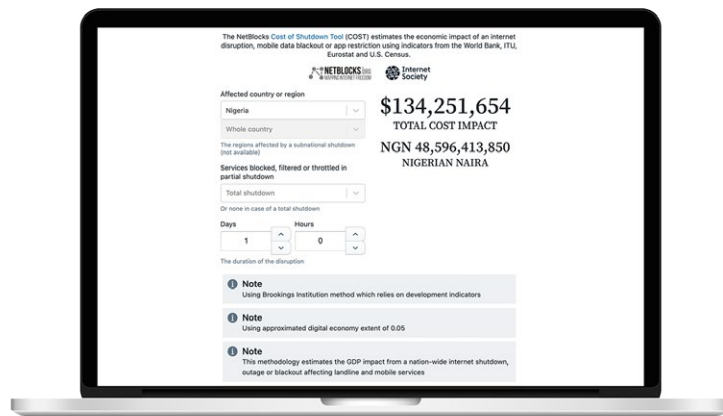 The NetBlocks Cost of Shutdown Tool (COST) estimates the economic impact of an internet
disruption, mobile data blackout or app restriction using indicators from the World Bank, ITU,
Eurostat and U.S. Census.
NETBLOCKS.ORG
MAPPING INTERNET FREEDOM
Internet
Society
Affected country or region
Nigeria
Whole country
The regions affected by a subnational shutdown
(not available)
Services blocked, filtered or throttled in
partial shutdown
Total shutdown
Or none in case of a total shutdown
Days
Hours
1
0
The duration of the disruption
$134,251,654
TOTAL COST IMPACT
NGN 48,596,413,850
NIGERIAN NAIRA
Note
Using Brookings Institution method which relies on development indicators
Note
Using approximated digital economy extent of 0.05
Note
This methodology estimates the GDP impact from a nation-wide internet shutdown,
outage or blackout affecting landline and mobile services